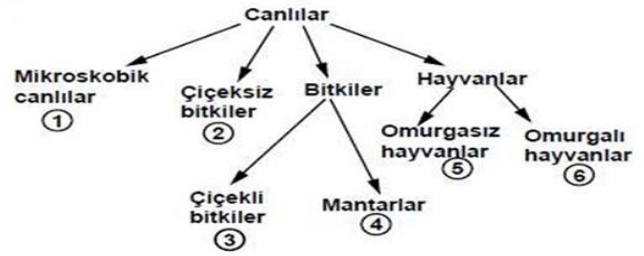 Canlılar
Mikroskobik
canlılar
1
Çiçeksiz
bitkiler
2
Bitkiler
Hayvanlar
Omurgasız
hayvanlar
5
Omurgalı
hayvanlar
6
Çiçekli
bitkiler
3
Mantarlar
4